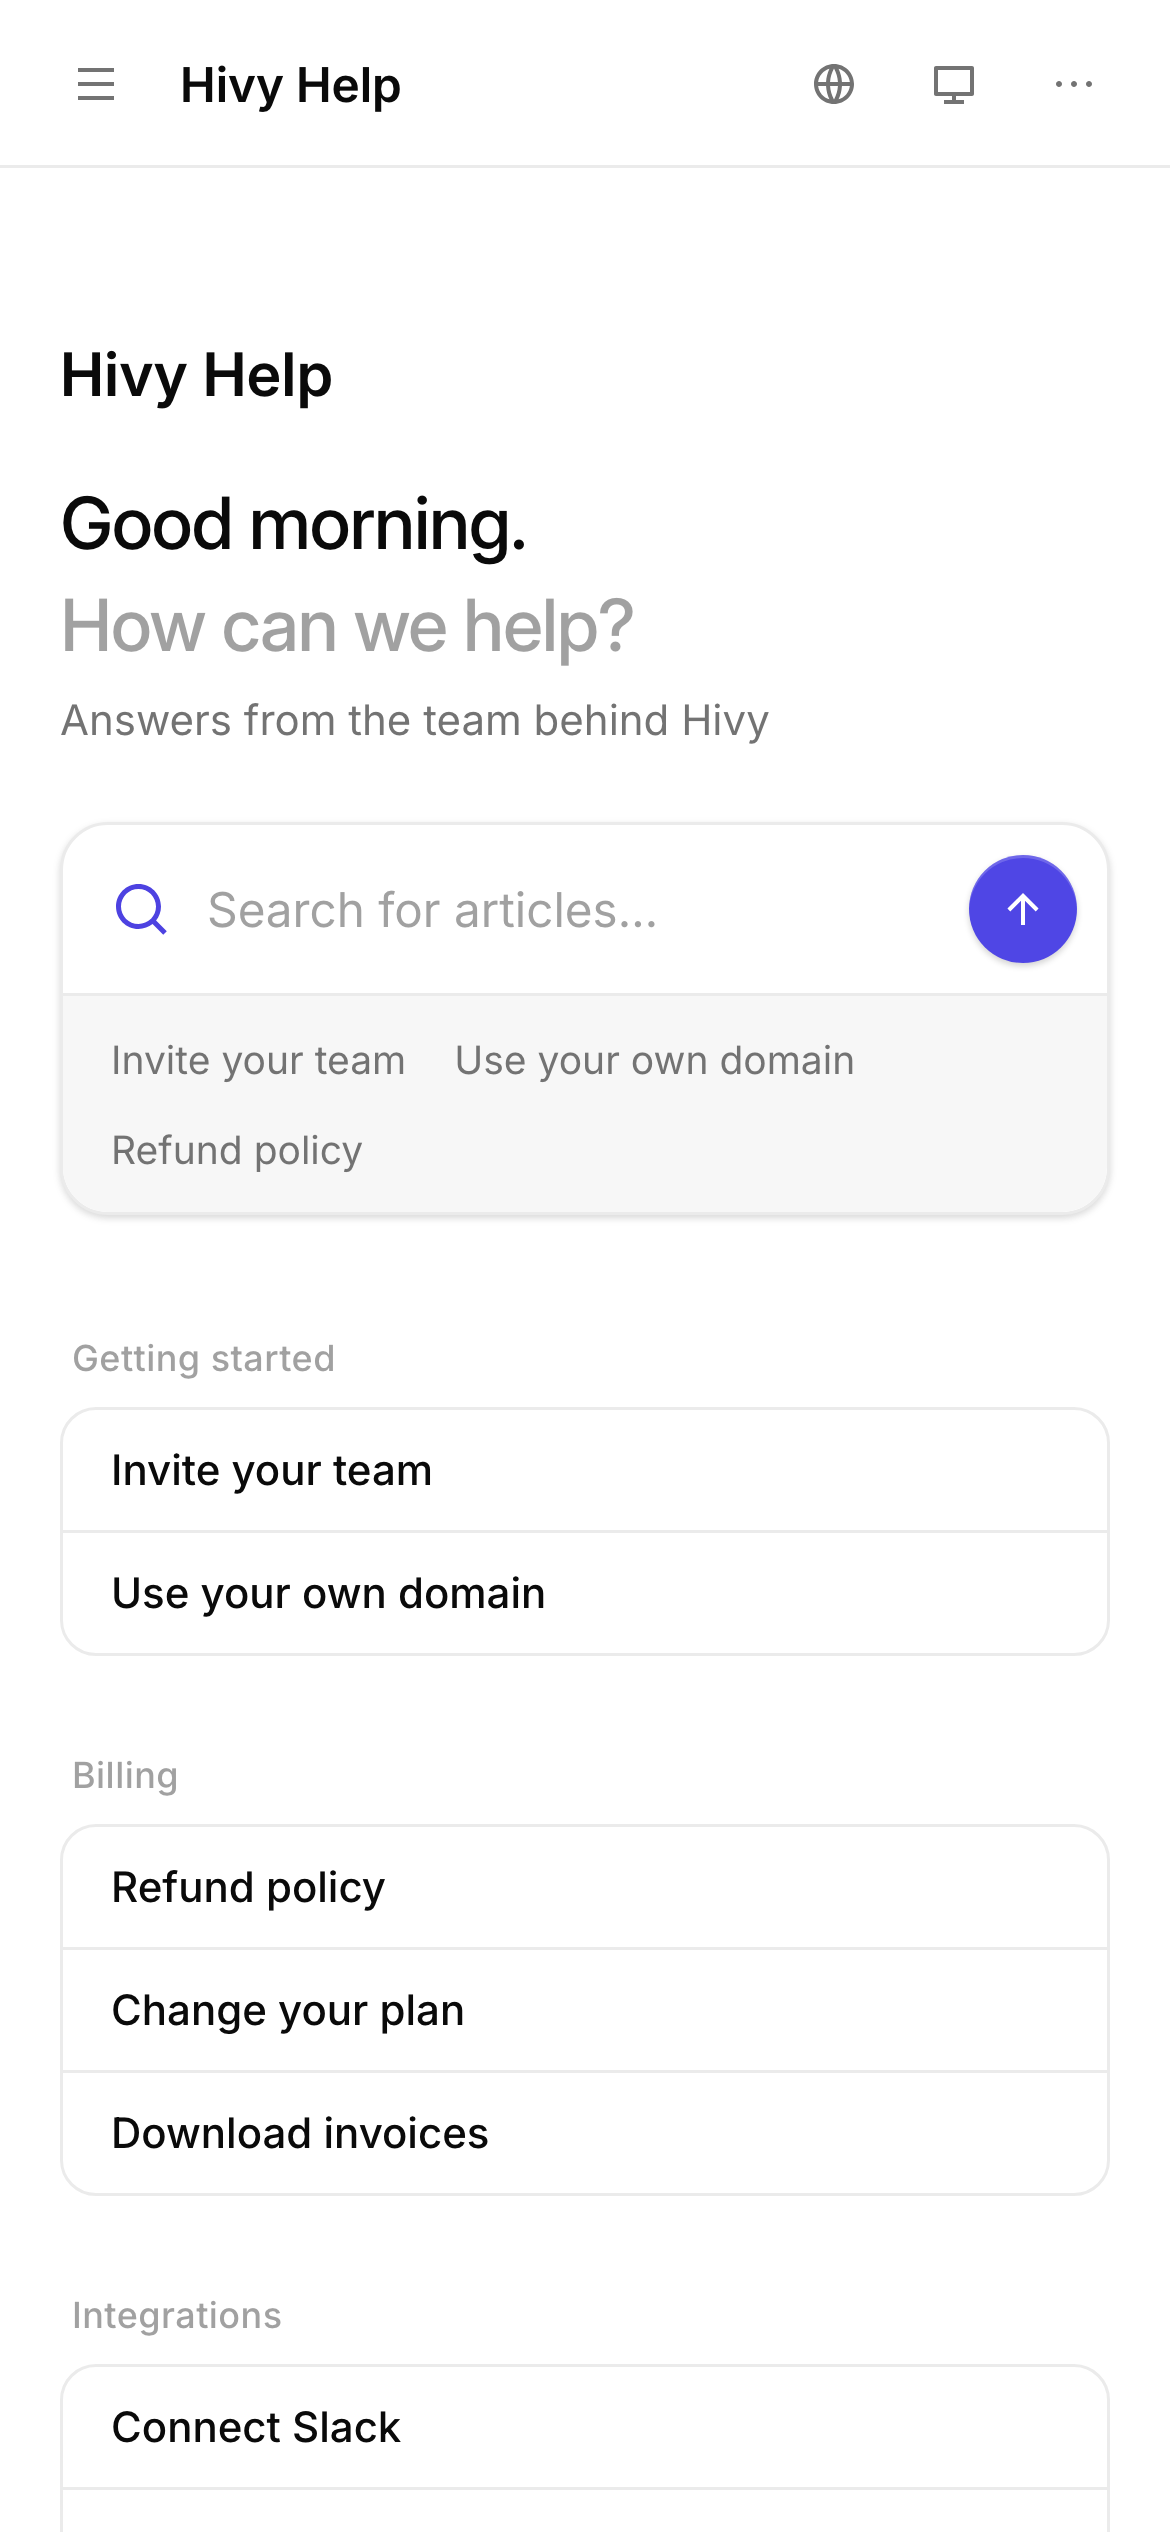 Hivy Help
Hivy Help
Good morning.
How can we help?
Answers from the team behind Hivy
Search for articles...
Invite your team Use your own domain
Refund policy
Getting started
Invite your team
Use your own domain
Billing
Refund policy
Change your plan
Download invoices
Integrations
Connect Slack